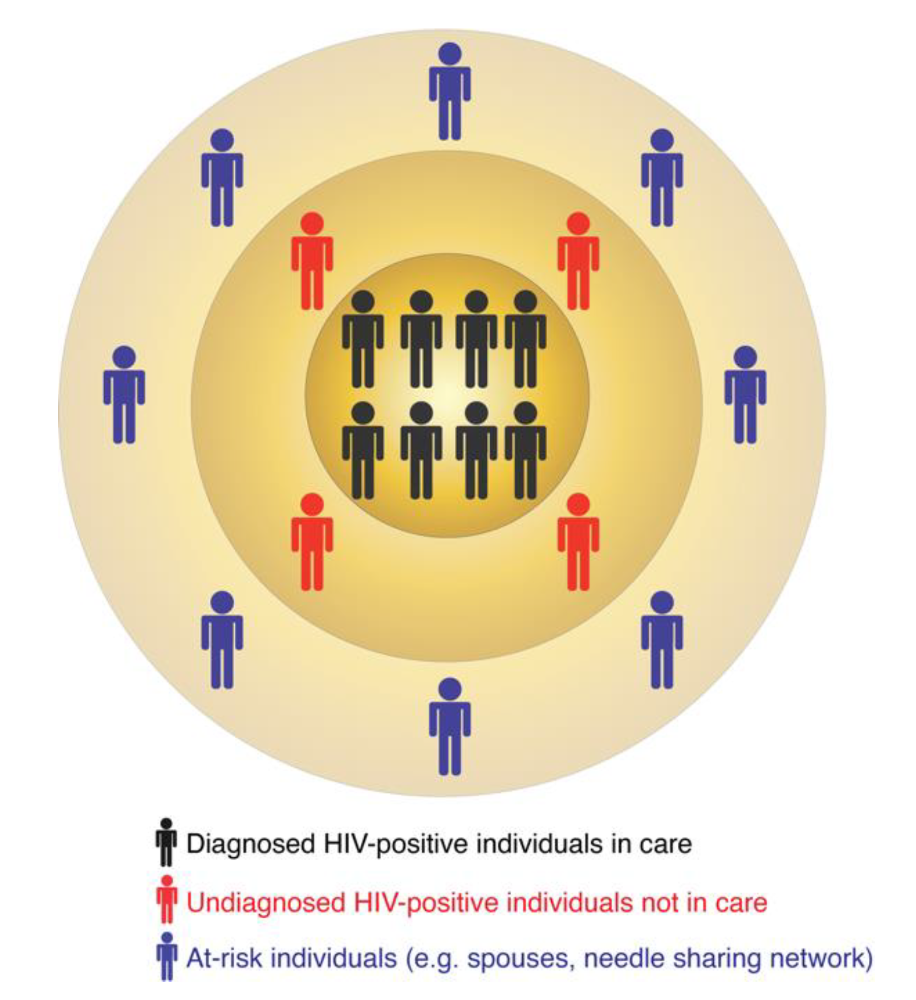 Diagnosed HIV-positive individuals in care
Undiagnosed HIV-positive individuals not in care
At-risk individuals (e.g. spouses, needle sharing network)